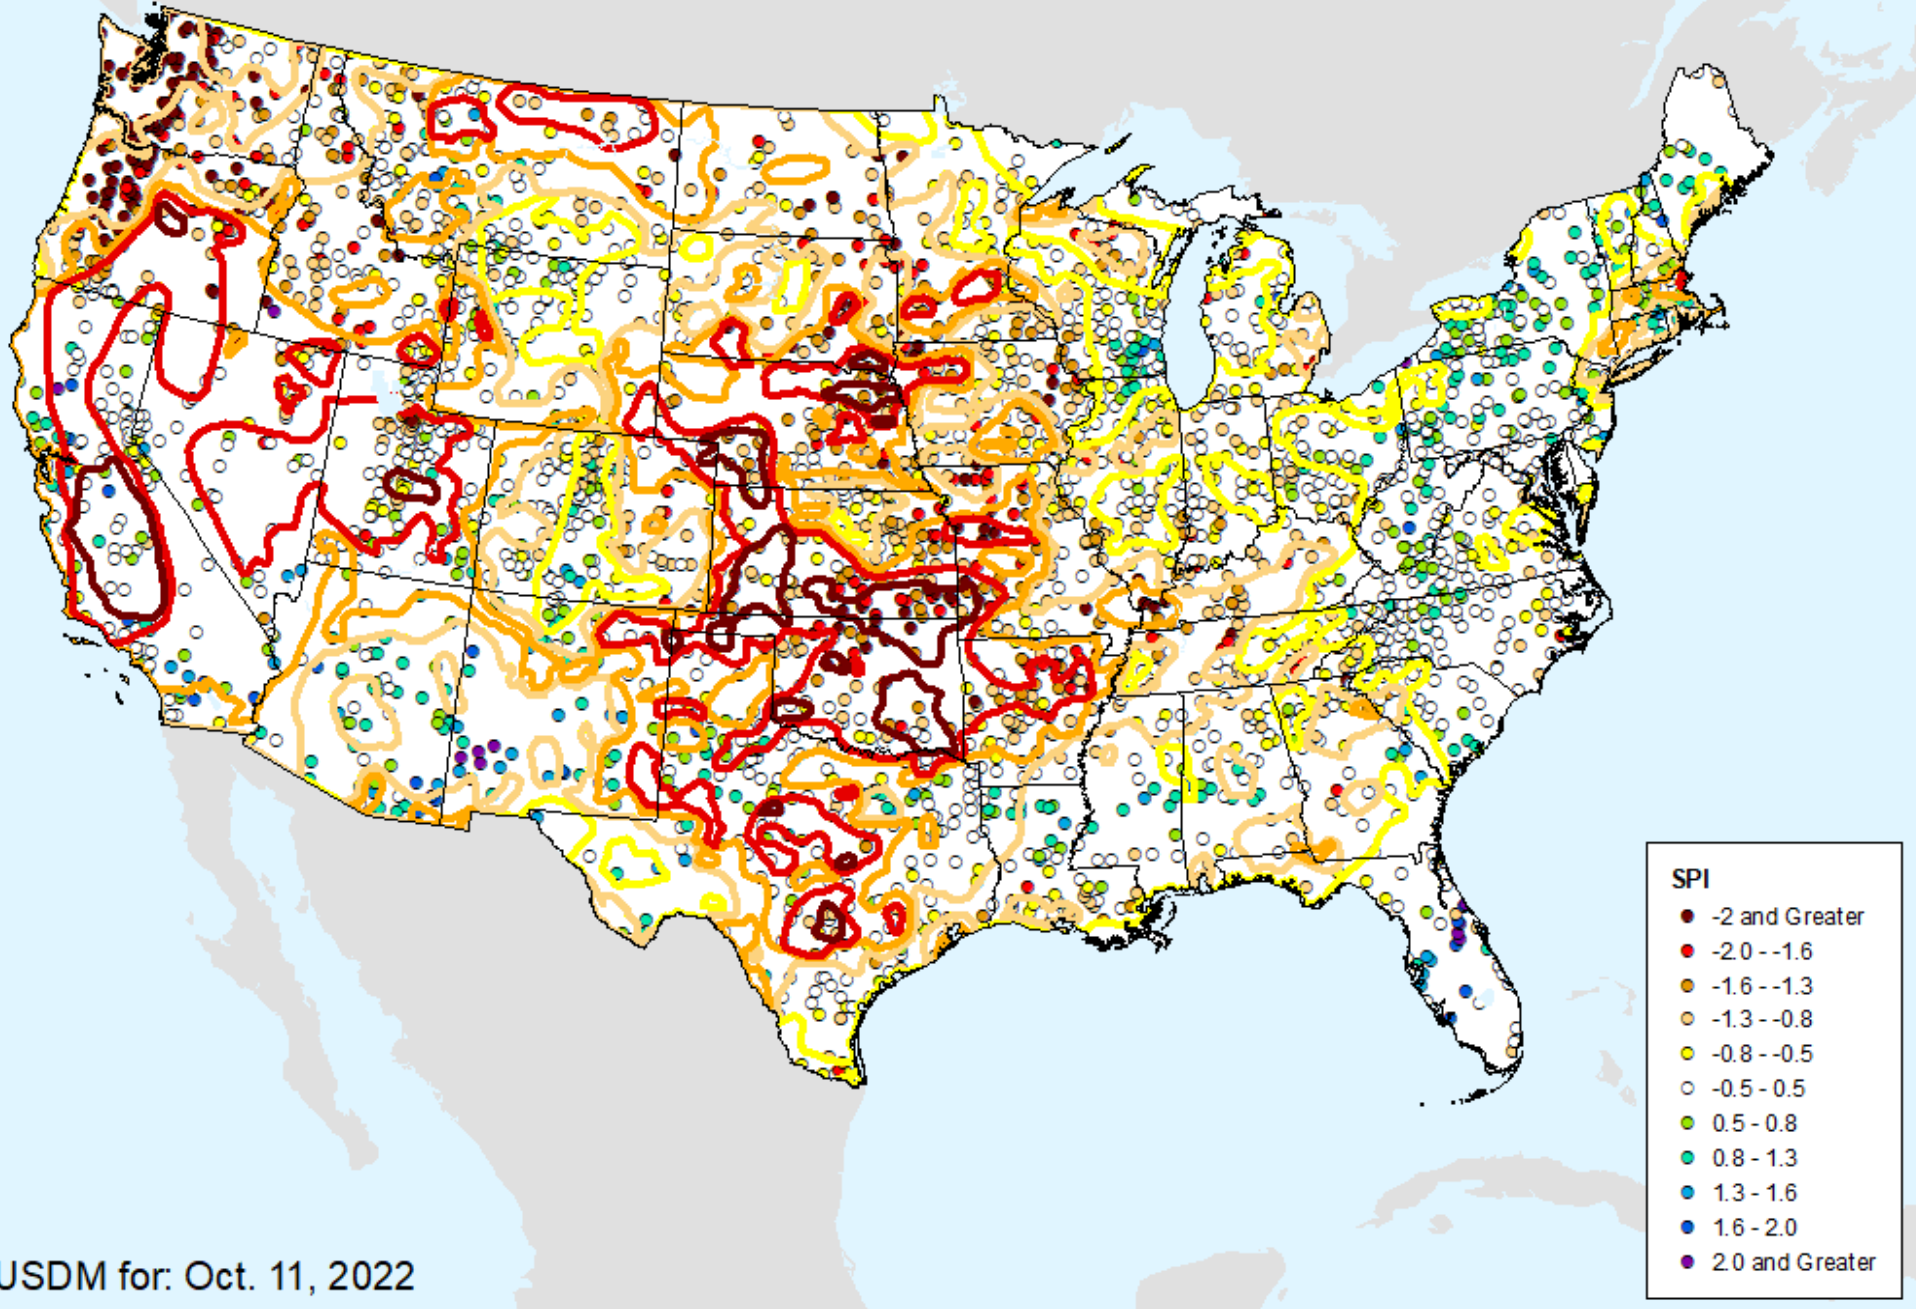 SPI
-2 and Greater
-2.0 - -1.6
-1.6 - -1.3
-1.3 - -0.8
-0.8 - -0.5
-0.5 - 0.5
0.5 - 0.8
0.8 - 1.3
1.3 - 1.6
1.6 - 2.0
2.0 and Greater
USDM for: Oct. 11, 2022